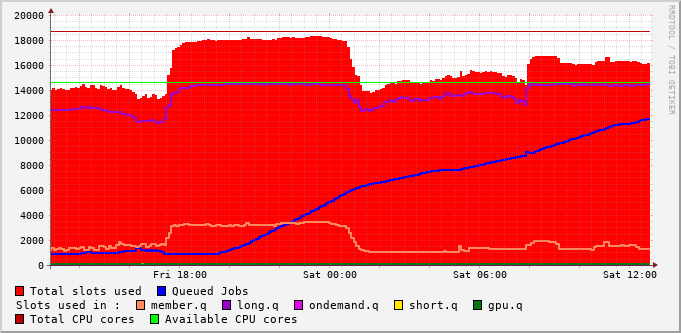 20000
18000
16000
14000
12000
10000
8000
6000
4000
2000
0
Fri 18:00 Sat 00:00 Sat 06:00 Sat 12:00
RRDTOOL / TOBI OETIKER
Total slots used Queued Jobs
Slots used in : member.q long.q ondemand.q short.q gpu.q
Total CPU cores Available CPU cores